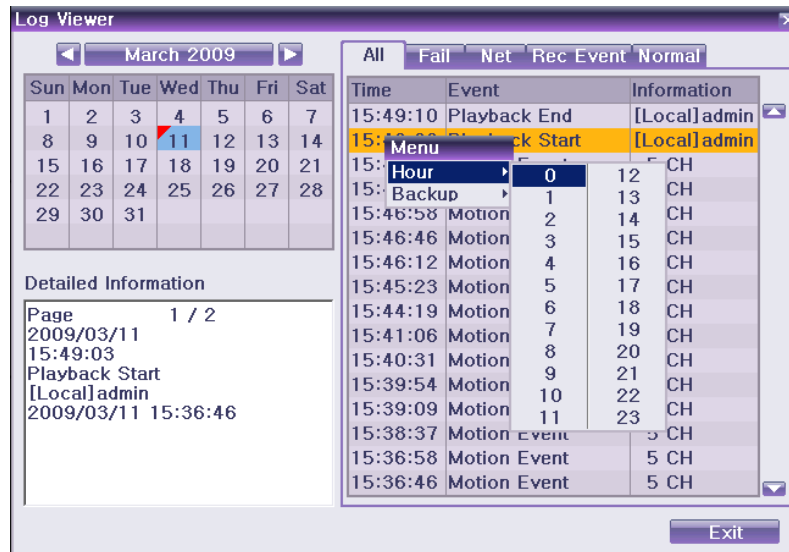 Log Viewer
March 2009
Sun Mon Tue Wed Thu Fri Sat
1 2 3 4 5 6 7
8 9 10 11 12 13 14
15 16 17 18 19 20 21
22 23 24 25 26 27 28
29 30 31
Detailed Information
Page 1 / 2
2009/03/11
15:49:03
Playback Start
[Local]admin
2009/03/11 15:36:46
All Fail Net Rec Event Normal
Time Event Information
15:49:10 Playback End [Local]admin
Start [Local]admin
CH
CH
15:46:58 Motion CH
15:46:46 Motion CH
15:46:12 Motion CH
15:45:23 Motion CH
15:44:19 Motion CH
15:41:06 Motion CH
15:40:31 Motion CH
15:39:54 Motion CH
15:39:09 Motion CH
15:38:37 Motion Event 5 CH
15:36:58 Motion Event 5 CH
15:36:46 Motion Event 5 CH
Menu
Hour
Backup
0 12
1 13
2 14
3 15
4 16
5 17
6 18
7 19
8 20
9 21
10 22
11 23
Exit